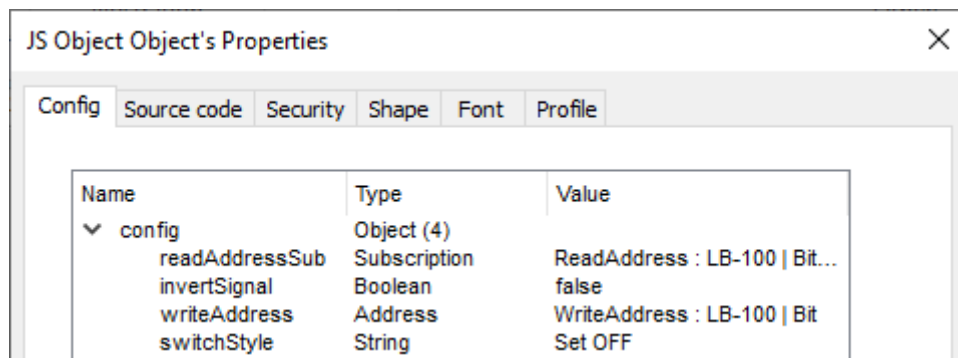 JS Object Object's Properties
Config Source code Security Shape Font Profile
Name Type Value
config Object (4)
readAddressSub Subscription ReadAddress : LB-100 | Bit...
invertSignal Boolean false
writeAddress Address WriteAddress : LB-100 | Bit
switchStyle String Set OFF